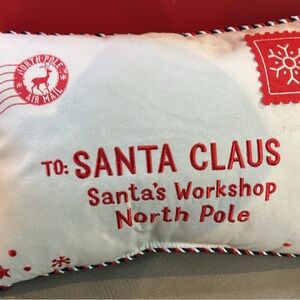 NORTH POLE
AIR MAIL
TO: SANTA CLAUS
Santa's Workshop
North Pole